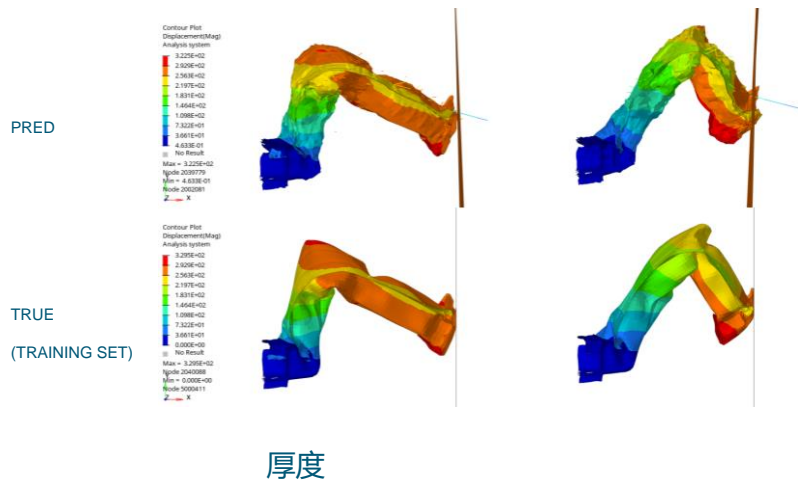 Contour Plot
Displacement(Mag)
Analysis system
3.225E+02
2.929E+02
2.563E+02
2.197E+02
1.831E+02
1.464E+02
1.098E+02
7.322E+01
3.661E+01
4.633E-01
No Result
Max = 3.225E+02
Node 2039779
Min = 4.633E-01
Node 2002081
Z X
PRED
Contour Plot
Displacement(Mag)
Analysis system
3.295E+02
2.929E+02
2.563E+02
2.197E+02
1.831E+02
1.464E+02
1.098E+02
7.322E+01
3.661E+01
0.000E+00
No Result
Max = 3.295E+02
Node 2040088
Min = 0.000E+00
Node 5000411
Z X
TRUE
(TRAINING SET)
厚度